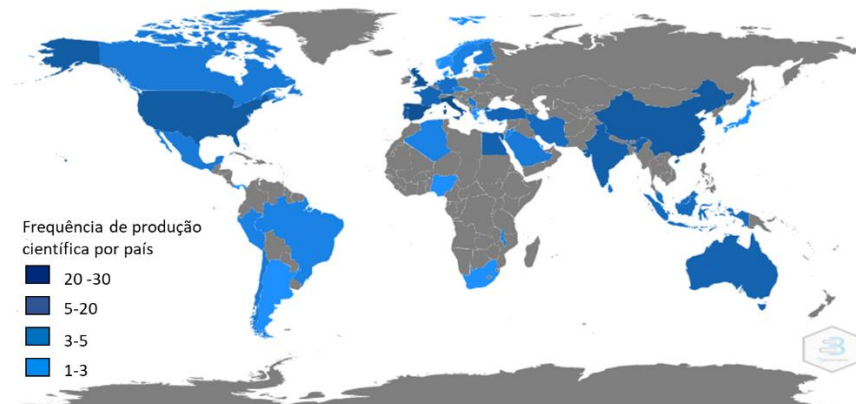 Frequência de produção
científica por país
20 -30
5-20
3-5
1-3